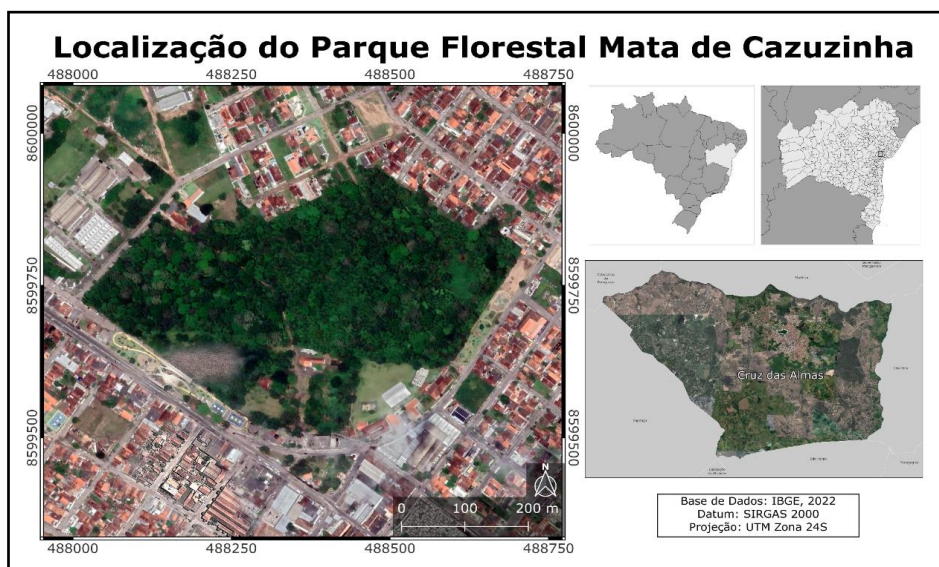 Localização do Parque Florestal Mata de Cazuzinha
488000 488250 488500 488750
8600000
8599750
8599500
8600000
8599750
8599500
N
0 100 200 m
488000 488250 488500 488750
Cruz das Almas
Base de Dados: IBGE, 2022
Datum: SIRGAS 2000
Projeção: UTM Zona 24S